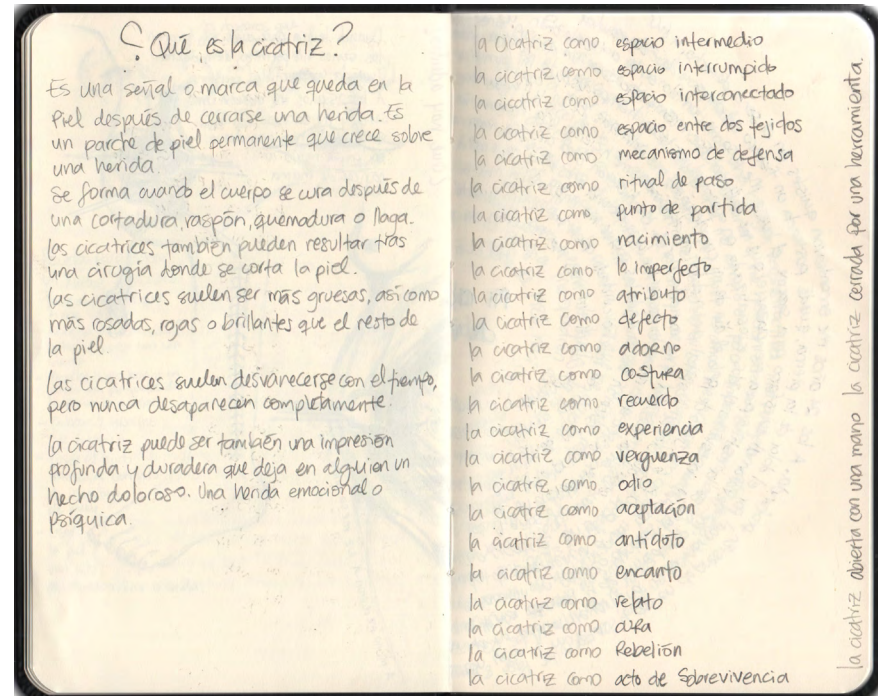 ¿Qué es la cicatriz?
Es una señal o marca que queda en la
piel después de cerrarse una herida. Es
un parche de piel permanente que crece sobre
una herida.
Se forma cuando el cuerpo se cura después de
una cortadura, raspón, quemadura o llaga.
Las cicatrices también pueden resultar tras
una cirugía donde se corta la piel.
Las cicatrices suelen ser más gruesas, así como
más rosadas, rojas o brillantes que el resto de
la piel.
Las cicatrices suelen desvanecerse con el tiempo,
pero nunca desaparecen completamente.
La cicatriz puede ser también una impresión
profunda y duradera que deja en alguien un
hecho doloroso. Una herida emocional o
psíquica.
la cicatriz como espacio intermedio
la cicatriz como espacio interrumpido
la cicatriz como espacio interconectado
la cicatriz como espacio entre dos tejidos
la cicatriz como mecanismo de defensa
la cicatriz como ritual de paso
la cicatriz como punto de partida
la cicatriz como nacimiento
la cicatriz como lo imperfecto
la cicatriz como atributo
la cicatriz como defecto
la cicatriz como adorno
la cicatriz como costura
la cicatriz como recuerdo
la cicatriz como experiencia
la cicatriz como verguenza
la cicatriz como odio
la cicatriz como aceptación
la cicatriz como antídoto
la cicatriz como encanto
la cicatriz como relato
la cicatriz como cura
la cicatriz como Rebelión
la cicatriz como acto de Sobrevivencia
la cicatriz abierta con una mano la cicatriz cerrada por una herramienta.